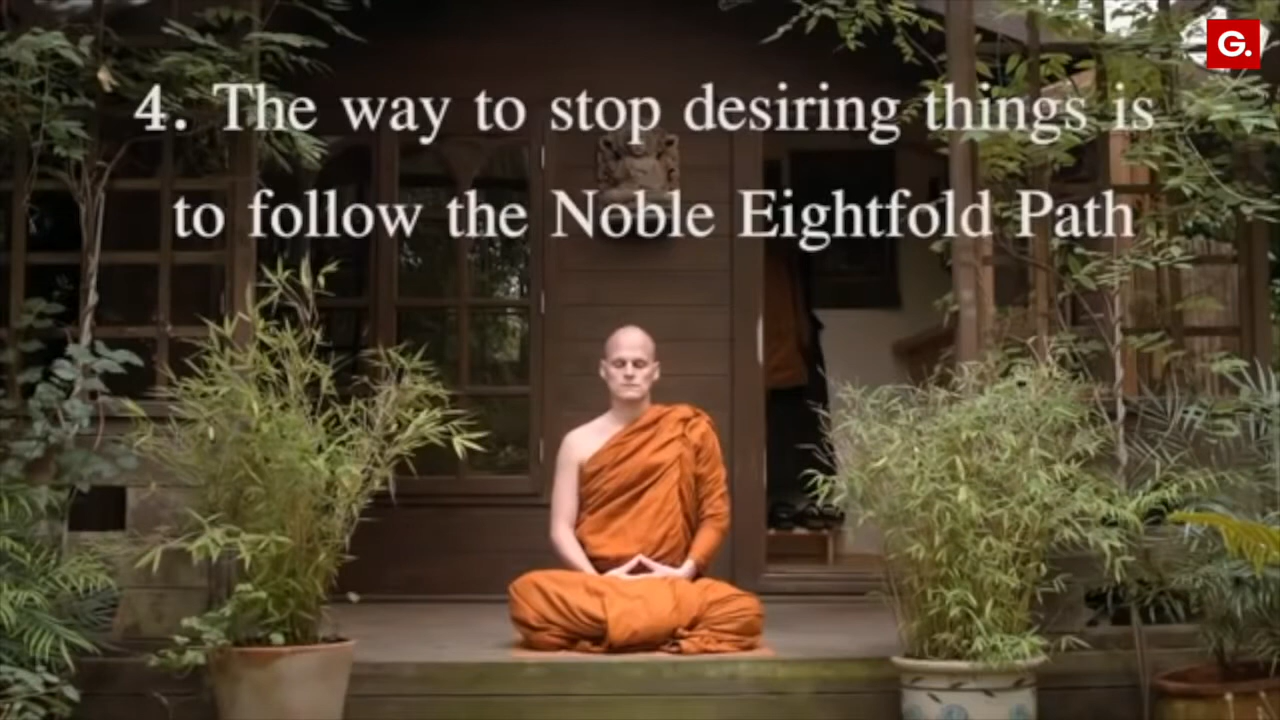 G.
4. The way to stop desiring things is
to follow the Noble Eightfold Path